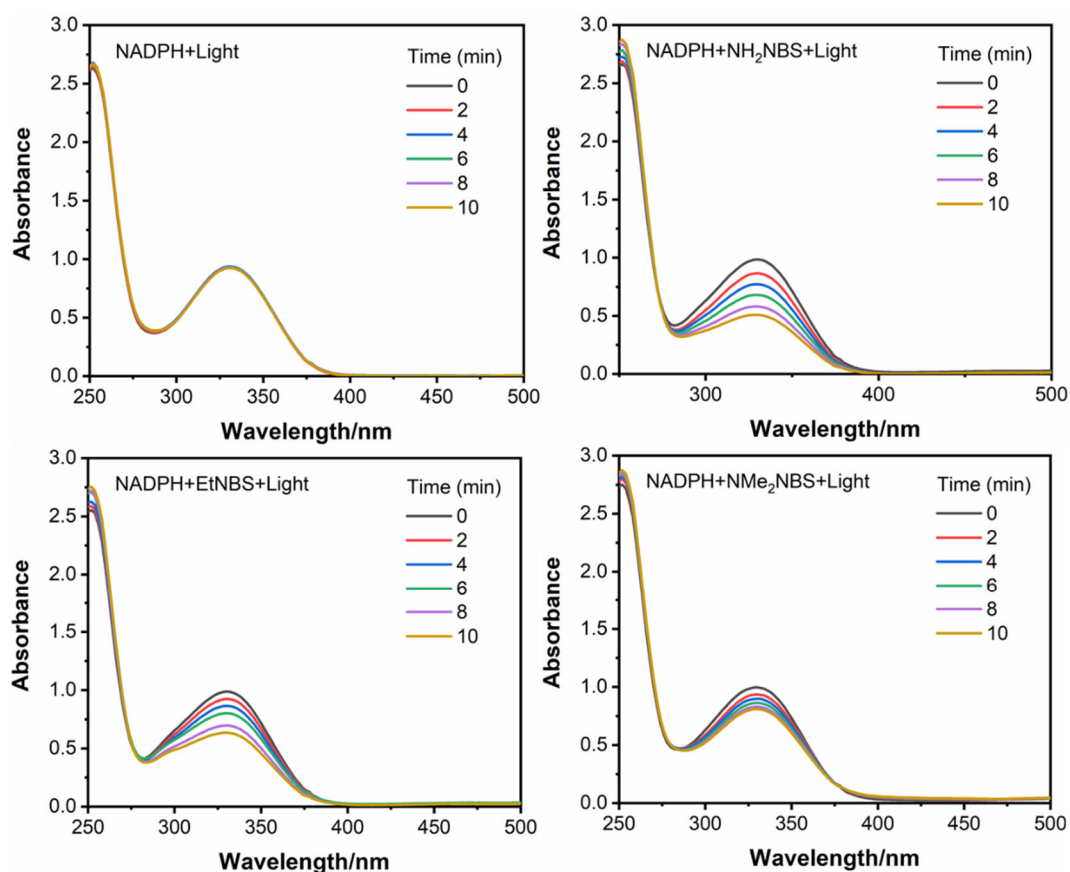 NADPH+Light
Time (min)
0
2
4
6
8
10
3.0
2.5
2.0
1.5
1.0
0.5
0.0
Absorbance
250 300 350 400 450 500
Wavelength/nm
NADPH+NH₂NBS+Light
Time (min)
0
2
4
6
8
10
3.0
2.5
2.0
1.5
1.0
0.5
0.0
Absorbance
300 350 400 450 500
Wavelength/nm
NADPH+EtNBS+Light
Time (min)
0
2
4
6
8
10
3.0
2.5
2.0
1.5
1.0
0.5
0.0
Absorbance
250 300 350 400 450 500
Wavelength/nm
NADPH+NMe₂NBS+Light
Time (min)
0
2
4
6
8
10
3.0
2.5
2.0
1.5
1.0
0.5
0.0
Absorbance
250 300 350 400 450 500
Wavelength/nm